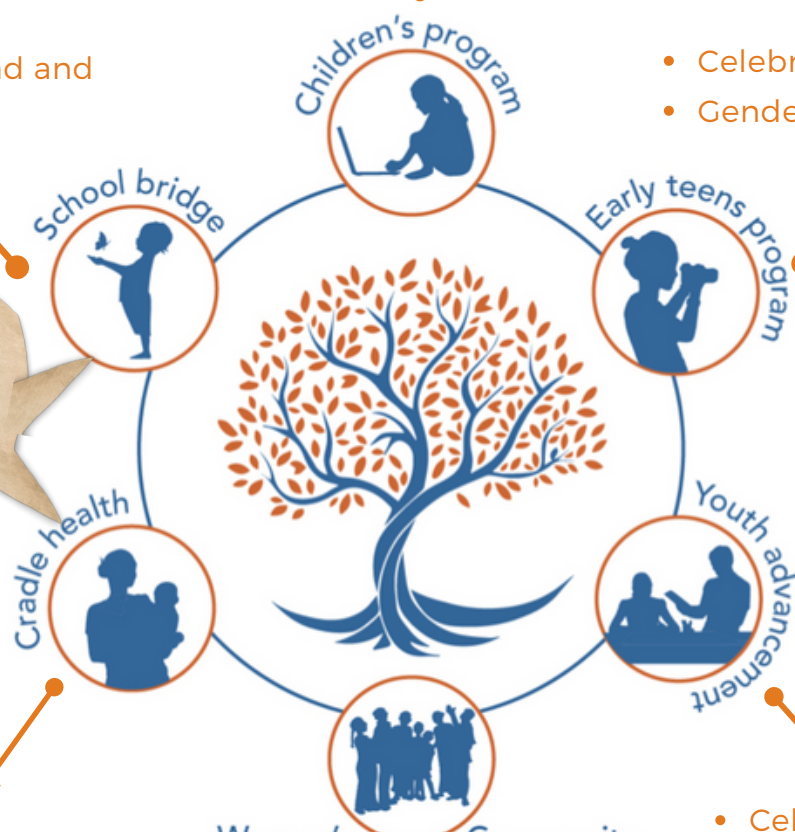 Children's program
nd and
• Celebr
• Gende
School bridge
Early teens program
Cradle health
Youth advancement
• Cel